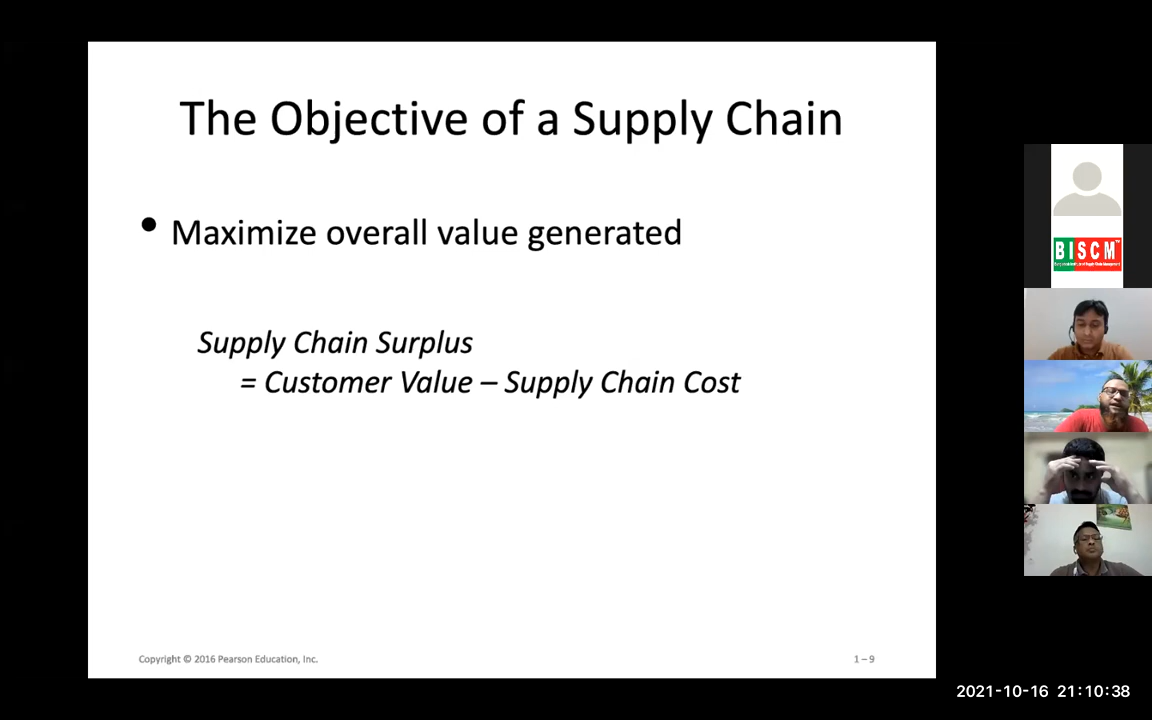 The Objective of a Supply Chain
• Maximize overall value generated
Supply Chain Surplus
= Customer Value – Supply Chain Cost
Copyright © 2016 Pearson Education, Inc.
1 – 9
BISCM
2021-10-16 21:10:38